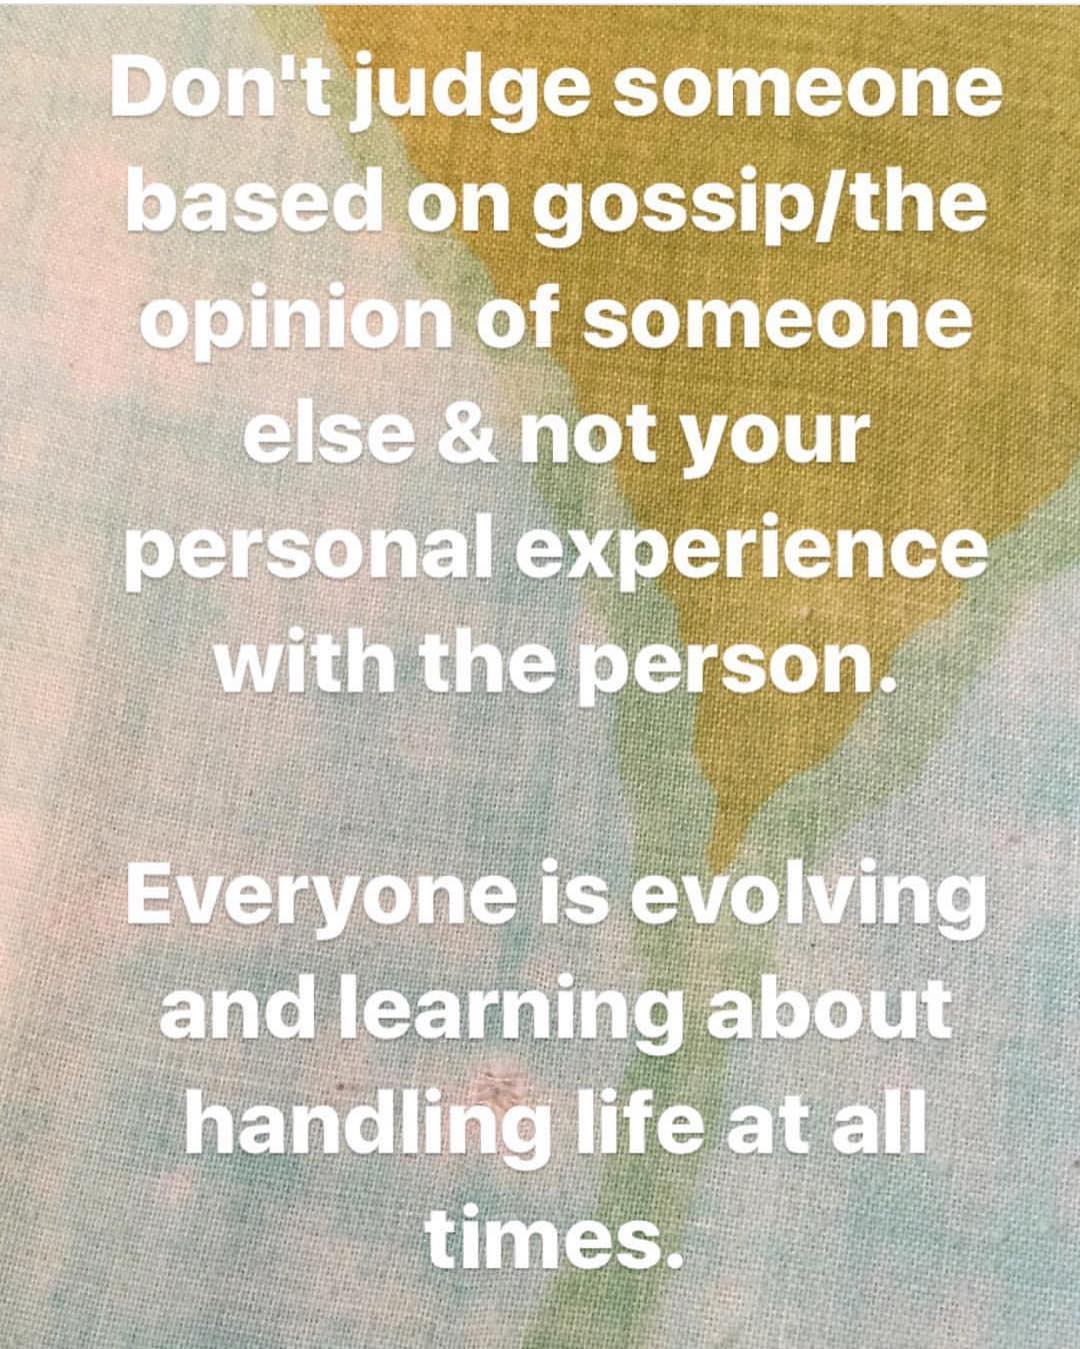 Don't judge someone
based on gossip/the
opinion of someone
else & not your
personal experience
with the person.
Everyone is evolving
and learning about
handling life at all
times.